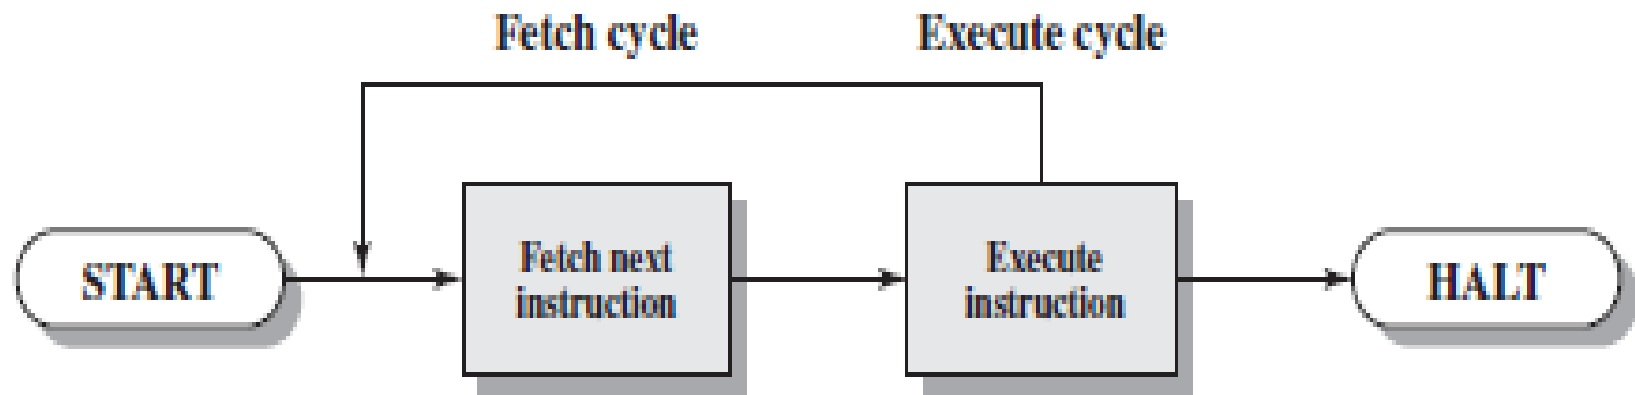 Fetch cycle
Execute cycle
START
Fetch next
instruction
Execute
instruction
HALT